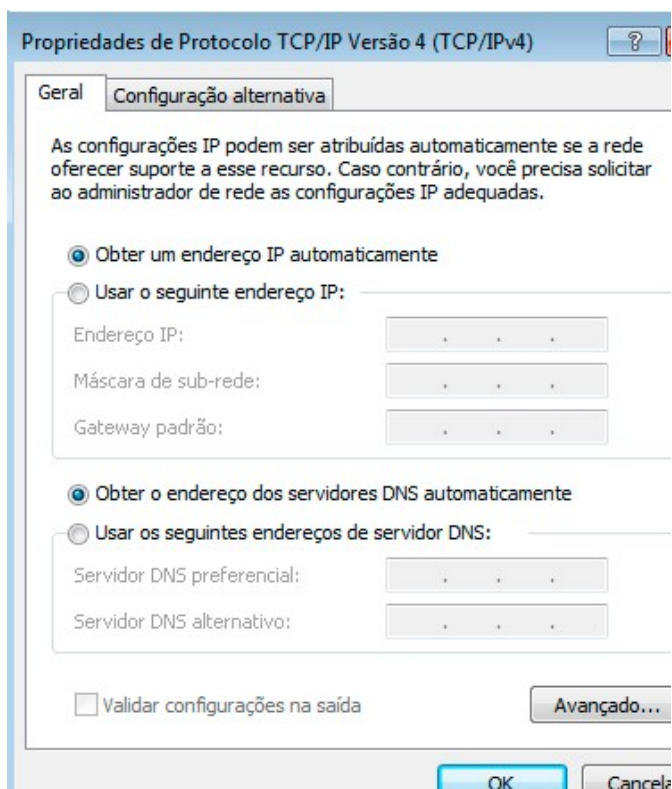 Propriedades de Protocolo TCP/IP Versão 4 (TCP/IPv4)
?
Geral
Configuração alternativa
As configurações IP podem ser atribuídas automaticamente se a rede
oferecer suporte a esse recurso. Caso contrário, você precisa solicitar
ao administrador de rede as configurações IP adequadas.
Obter um endereço IP automaticamente
Usar o seguinte endereço IP:
Endereço IP:
. . .
Máscara de sub-rede:
. . .
Gateway padrão:
. . .
Obter o endereço dos servidores DNS automaticamente
Usar os seguintes endereços de servidor DNS:
Servidor DNS preferencial:
. . .
Servidor DNS alternativo:
. . .
Validar configurações na saída
Avançado...
OK
Cancela